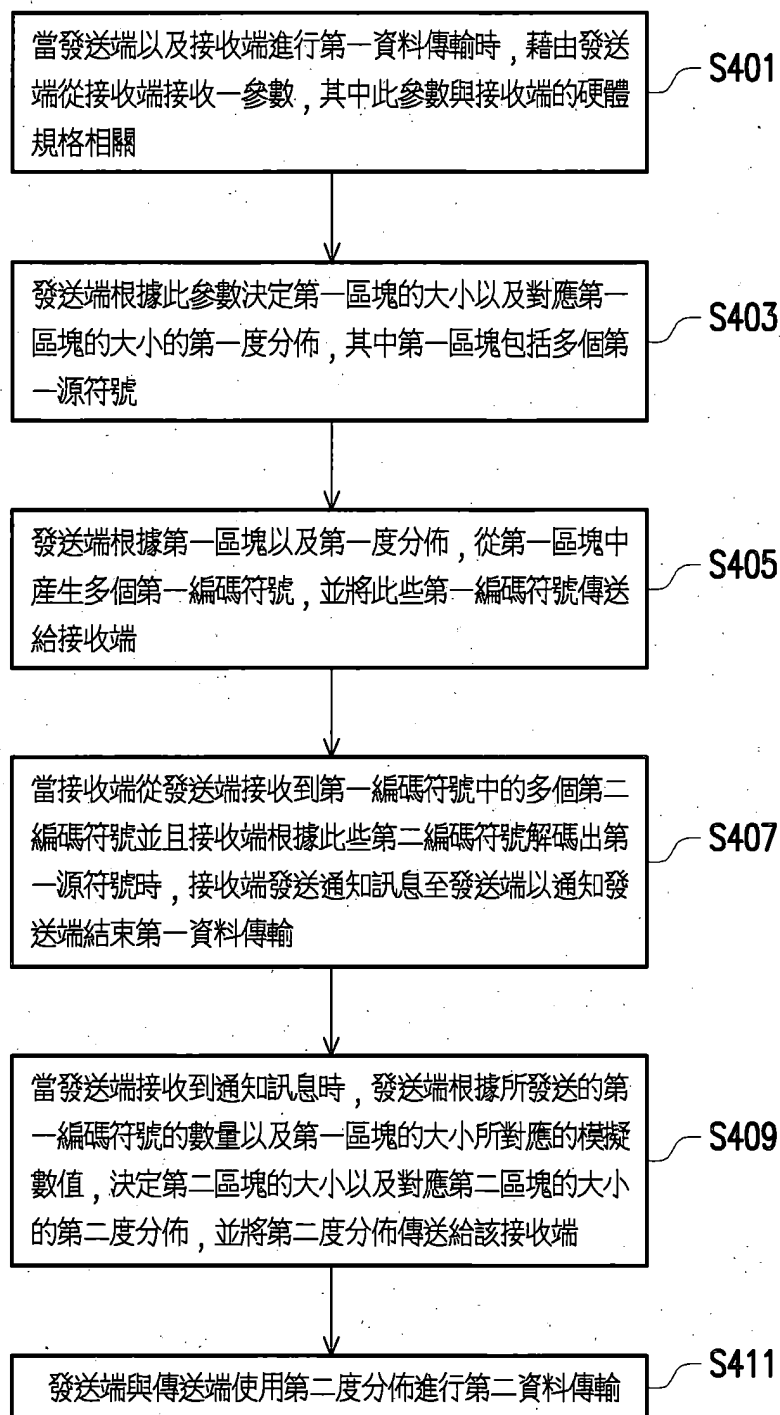 當發送端以及接收端進行第一資料傳輸時，藉由發送
端從接收端接收一參數，其中此參數與接收端的硬體
規格相關
S401
發送端根據此參數決定第一區塊的大小以及對應第一
區塊的大小的第一度分佈，其中第一區塊包括多個第
一源符號
S403
發送端根據第一區塊以及第一度分佈，從第一區塊中
產生多個第一編碼符號，並將此些第一編碼符號傳送
給接收端
S405
當接收端從發送端接收到第一編碼符號中的多個第二
編碼符號並且接收端根據此些第二編碼符號解碼出第
一源符號時，接收端發送通知訊息至發送端以通知發
送端結束第一資料傳輸
S407
當發送端接收到通知訊息時，發送端根據所發送的第
一編碼符號的數量以及第一區塊的大小所對應的模擬
數值，決定第二區塊的大小以及對應第二區塊的大小
的第二度分佈，並將第二度分佈傳送給該接收端
S409
發送端與傳送端使用第二度分佈進行第二資料傳輸
S411